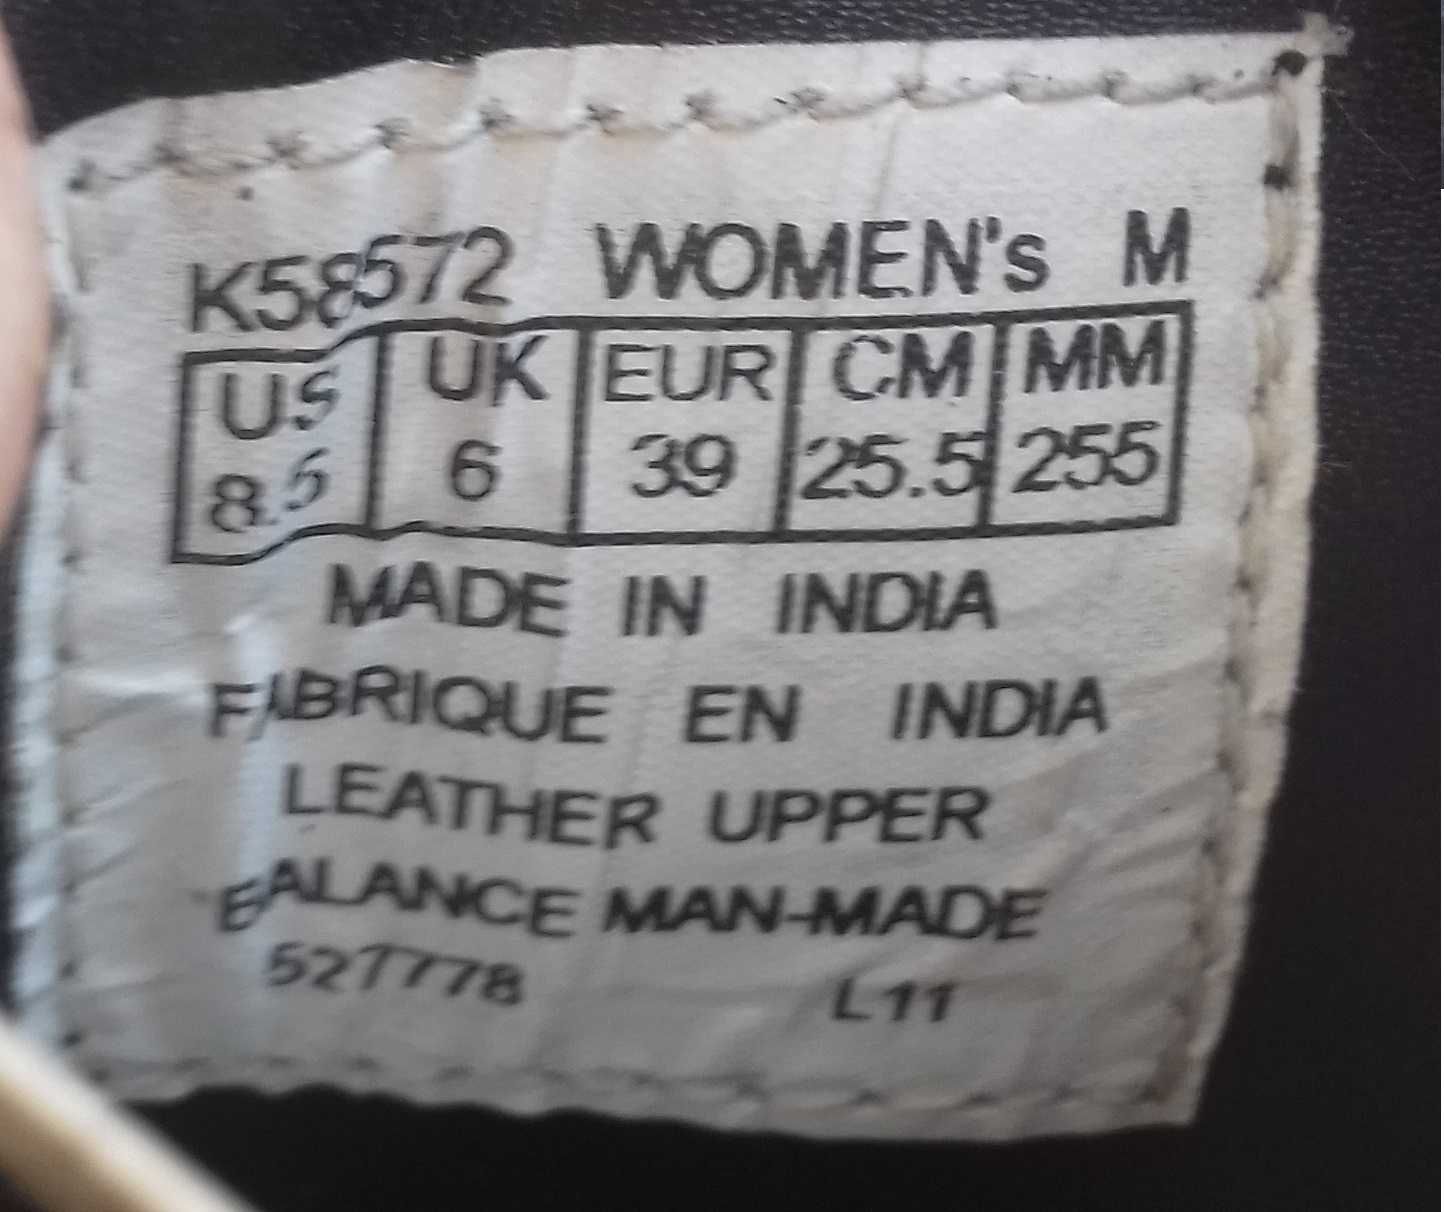 K58572 WOMEN's M
US UK EUR CM MM
8.5 6 39 25.5 255
MADE IN INDIA
FABRIQUE EN INDIA
LEATHER UPPER
BALANCE MAN-MADE
527778 L11